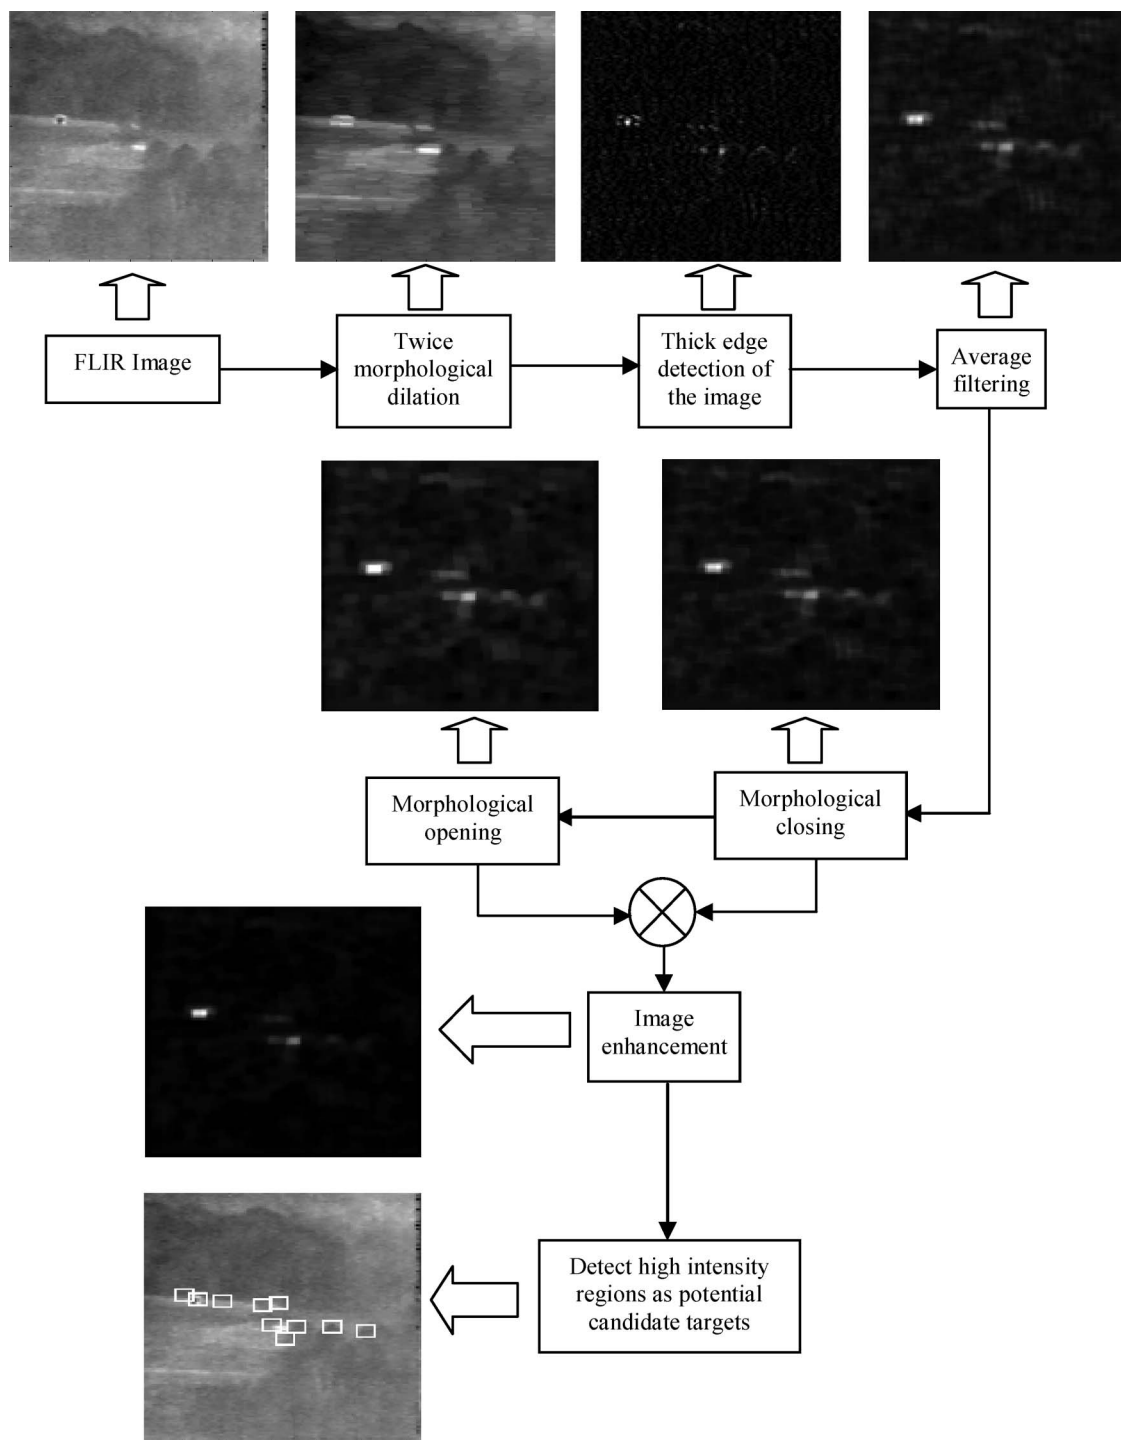 FLIR Image
Twice
morphological
dilation
Thick edge
detection of
the image
Average
filtering
Morphological
opening
Morphological
closing
Image
enhancement
Detect high intensity
regions as potential
candidate targets